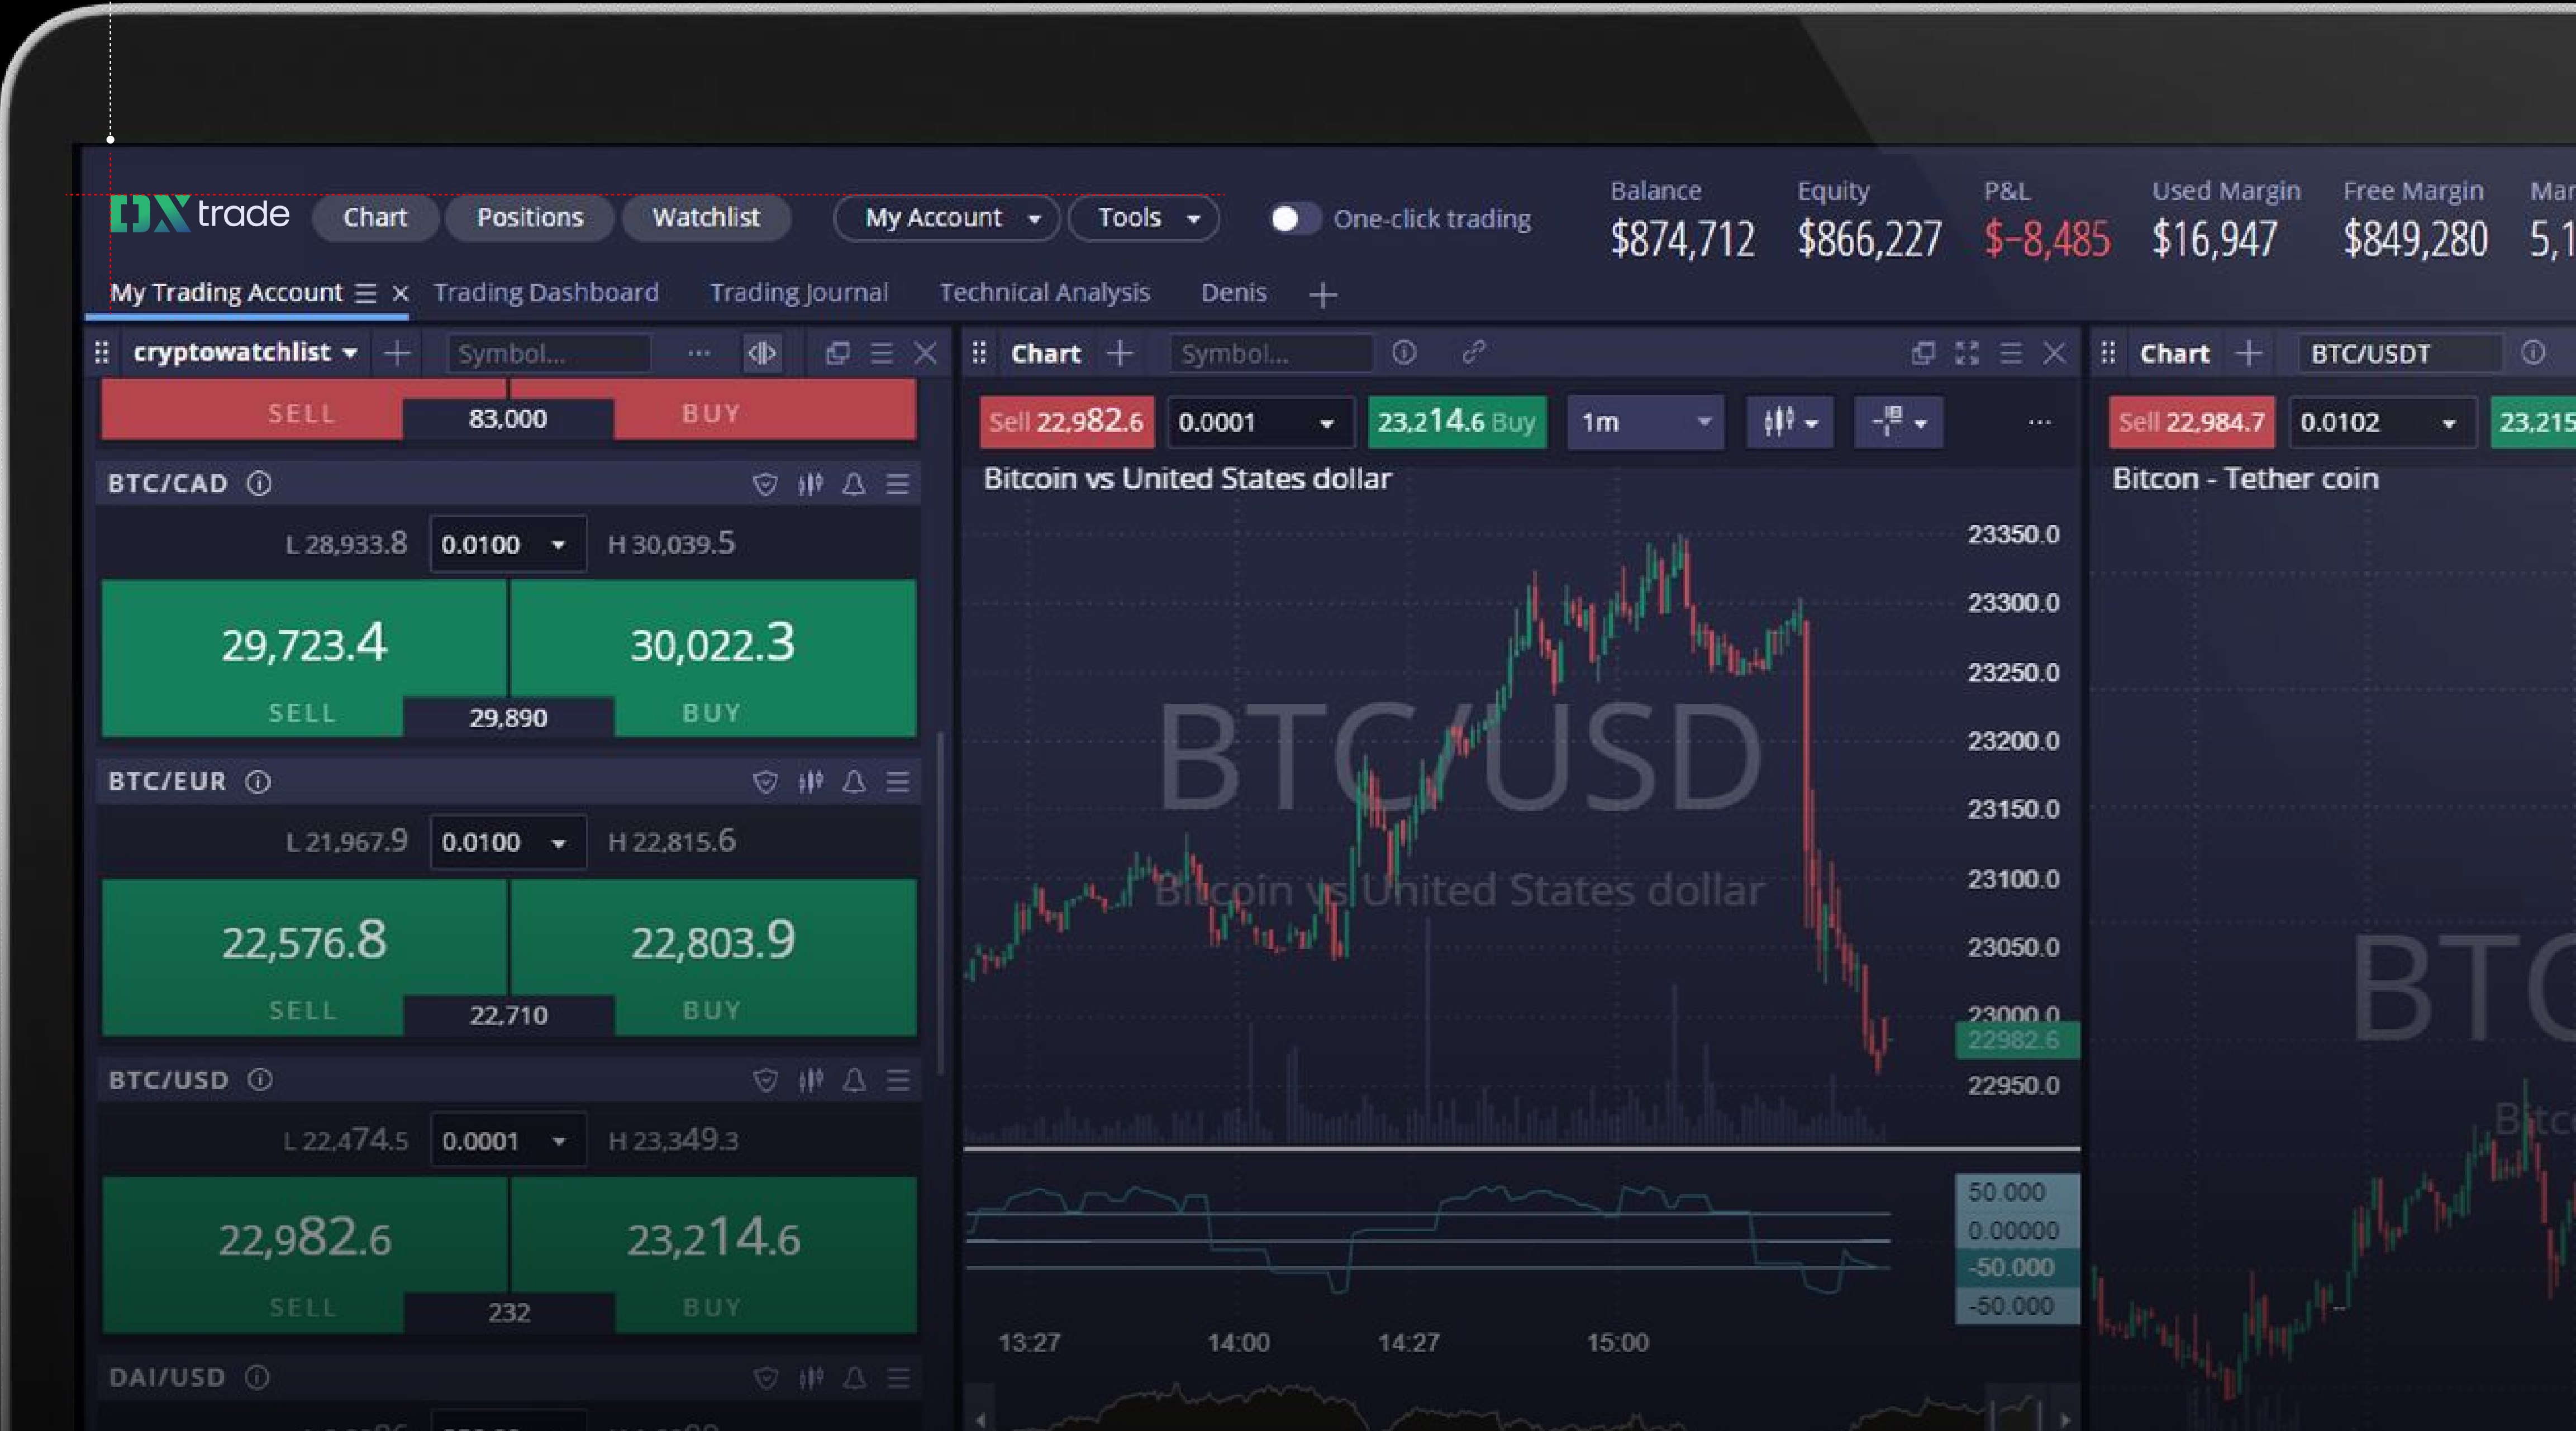 DX trade Chart Positions Watchlist My Account Tools One-click trading
Balance Equity P&L Used Margin Free Margin
$874,712 $866,227 $-8,485 $16,947 $849,280
My Trading Account Trading Dashboard Trading Journal Technical Analysis Denis
cryptowatchlist Symbol...
SELL 83,000 BUY
BTC/CAD
L 28,933.8 0.0100 H 30,039.5
29,723.4 30,022.3
SELL 29,890 BUY
BTC/EUR
L 21,967.9 0.0100 H 22,815.6
22,576.8 22,803.9
SELL 22,710 BUY
BTC/USD
L 22,474.5 0.0001 H 23,349.3
22,982.6 23,214.6
SELL 232 BUY
DAI/USD
Chart Symbol...
Sell 22,982.6 0.0001 23,214.6 Buy 1m
Bitcoin vs United States dollar
BTC/USD
Bitcoin vs United States dollar
23350.0
23300.0
23250.0
23200.0
23150.0
23100.0
23050.0
23000.0
22982.6
22950.0
50.000
0.00000
-50.000
-50.000
13:27 14:00 14:27 15:00
Chart BTC/USDT
Sell 22,984.7 0.0102 23,215
Bitcon - Tether coin